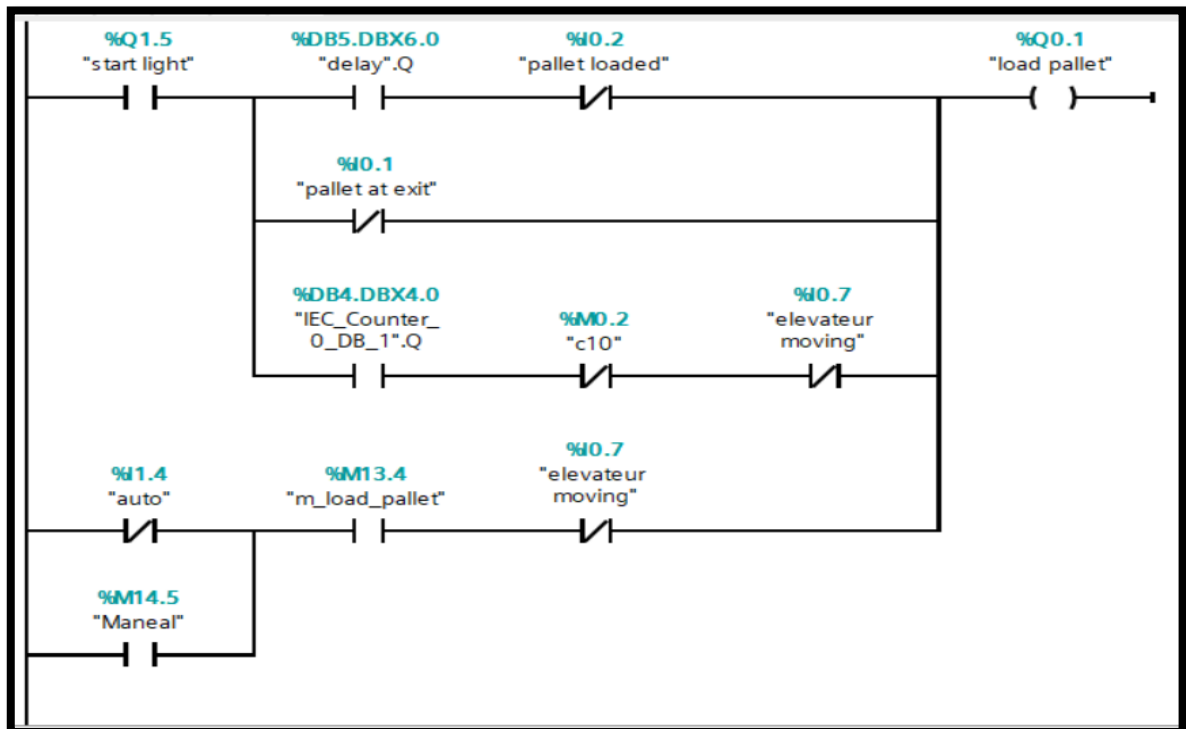 %Q1.5
"start light"
%DB5.DBX6.0
"delay".Q
%I0.2
"pallet loaded"
%Q0.1
"load pallet"
%I0.1
"pallet at exit"
%DB4.DBX4.0
"IEC_Counter_
0_DB_1".Q
%M0.2
"c10"
%I0.7
"elevateur
moving"
%I1.4
"auto"
%M13.4
"m_load_pallet"
%I0.7
"elevateur
moving"
%M14.5
"Maneal"